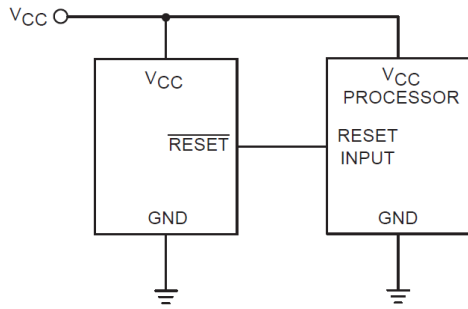 VCC
VCC
RESET
GND
VCC
PROCESSOR
RESET
INPUT
GND